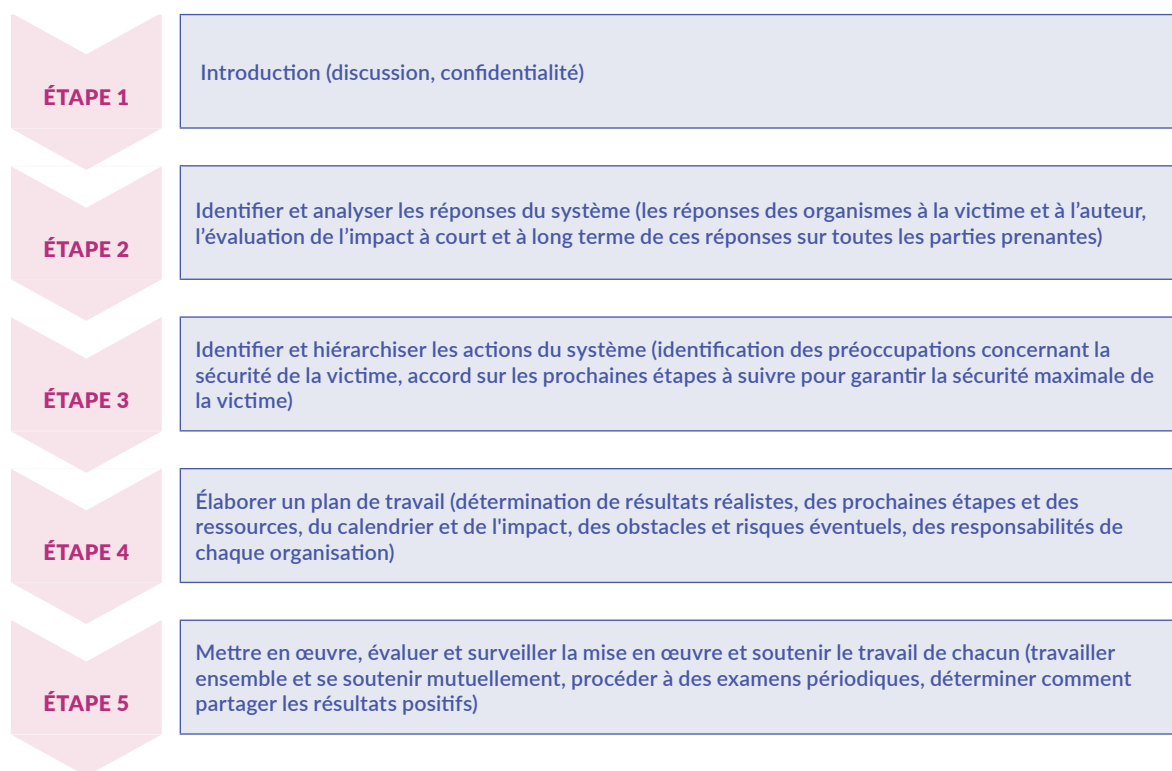 ÉTAPE 1
Introduction (discussion, confidentialité)
ÉTAPE 2
Identifier et analyser les réponses du système (les réponses des organismes à la victime et à l’auteur,
l’évaluation de l’impact à court et à long terme de ces réponses sur toutes les parties prenantes)
ÉTAPE 3
Identifier et hiérarchiser les actions du système (identification des préoccupations concernant la
sécurité de la victime, accord sur les prochaines étapes à suivre pour garantir la sécurité maximale de
la victime)
ÉTAPE 4
Élaborer un plan de travail (détermination de résultats réalistes, des prochaines étapes et des
ressources, du calendrier et de l'impact, des obstacles et risques éventuels, des responsabilités de
chaque organisation)
ÉTAPE 5
Mettre en œuvre, évaluer et surveiller la mise en œuvre et soutenir le travail de chacun (travailler
ensemble et se soutenir mutuellement, procéder à des examens périodiques, déterminer comment
partager les résultats positifs)